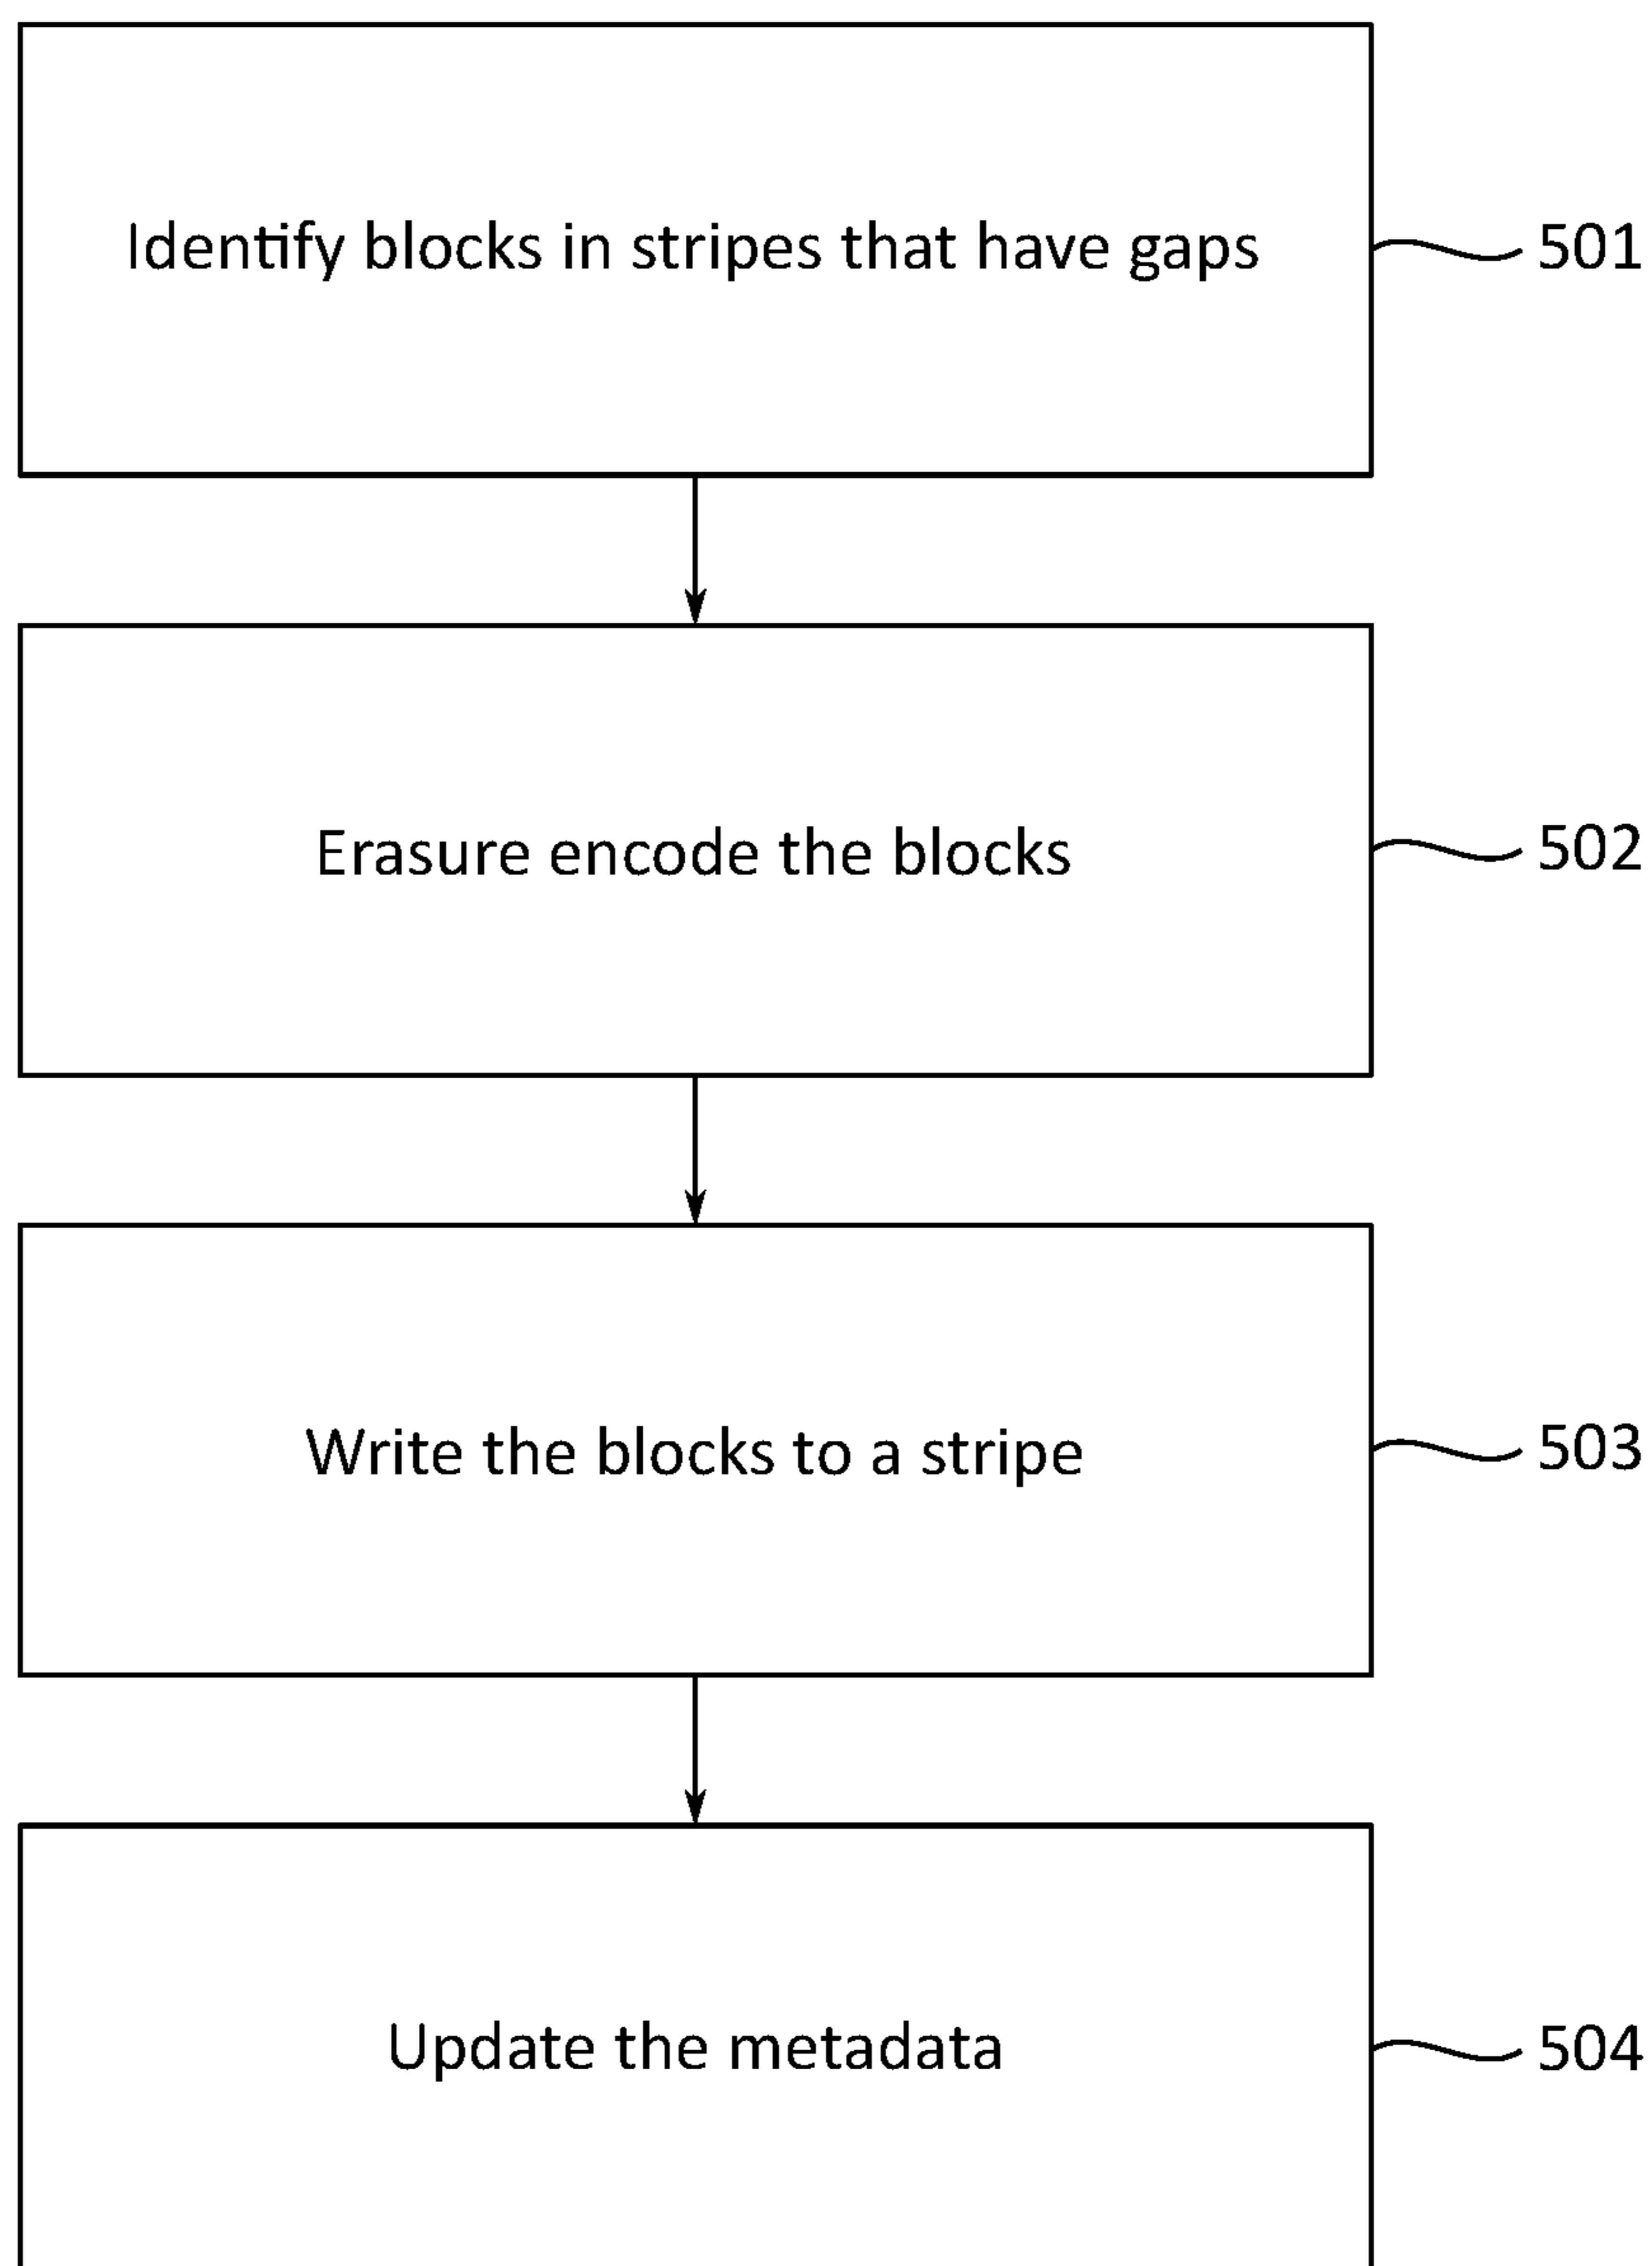 Identify blocks in stripes that have gaps
501
Erasure encode the blocks
502
Write the blocks to a stripe
503
Update the metadata
504